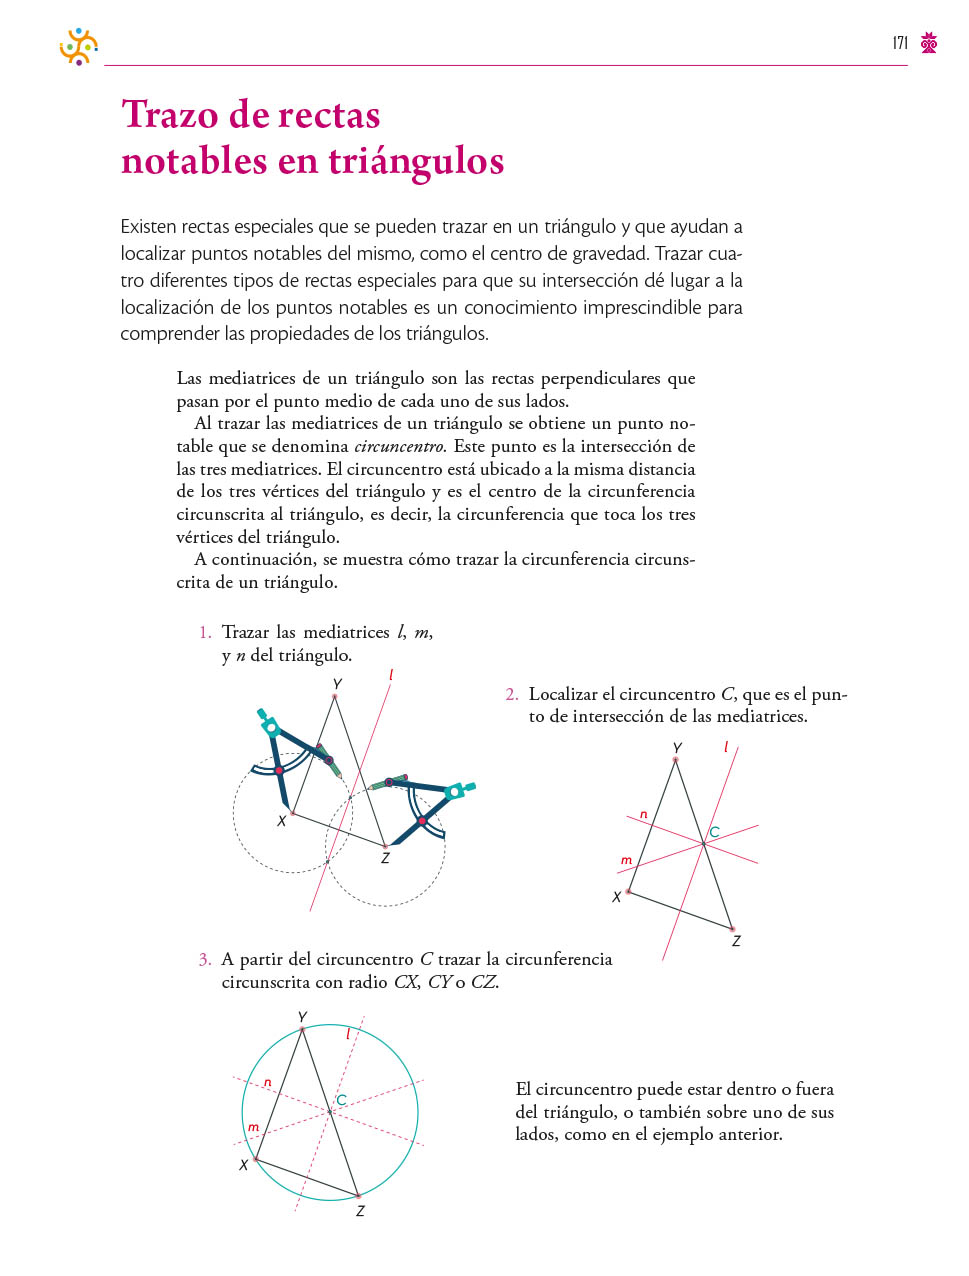 171
Trazo de rectas
notables en triángulos
Existen rectas especiales que se pueden trazar en un triángulo y que ayudan a
localizar puntos notables del mismo, como el centro de gravedad. Trazar cua-
tro diferentes tipos de rectas especiales para que su intersección dé lugar a la
localización de los puntos notables es un conocimiento imprescindible para
comprender las propiedades de los triángulos.
Las mediatrices de un triángulo son las rectas perpendiculares que
pasan por el punto medio de cada uno de sus lados.
Al trazar las mediatrices de un triángulo se obtiene un punto no-
table que se denomina circuncentro. Este punto es la intersección de
las tres mediatrices. El circuncentro está ubicado a la misma distancia
de los tres vértices del triángulo y es el centro de la circunferencia
circunscrita al triángulo, es decir, la circunferencia que toca los tres
vértices del triángulo.
A continuación, se muestra cómo trazar la circunferencia circuns-
crita de un triángulo.
1. Trazar las mediatrices l, m,
y n del triángulo.
l
Y
X
Z
2. Localizar el circuncentro C, que es el pun-
to de intersección de las mediatrices.
Y
l
n
C
m
X
Z
3. A partir del circuncentro C trazar la circunferencia
circunscrita con radio CX, CY o CZ.
Y
l
n
C
m
X
Z
El circuncentro puede estar dentro o fuera
del triángulo, o también sobre uno de sus
lados, como en el ejemplo anterior.